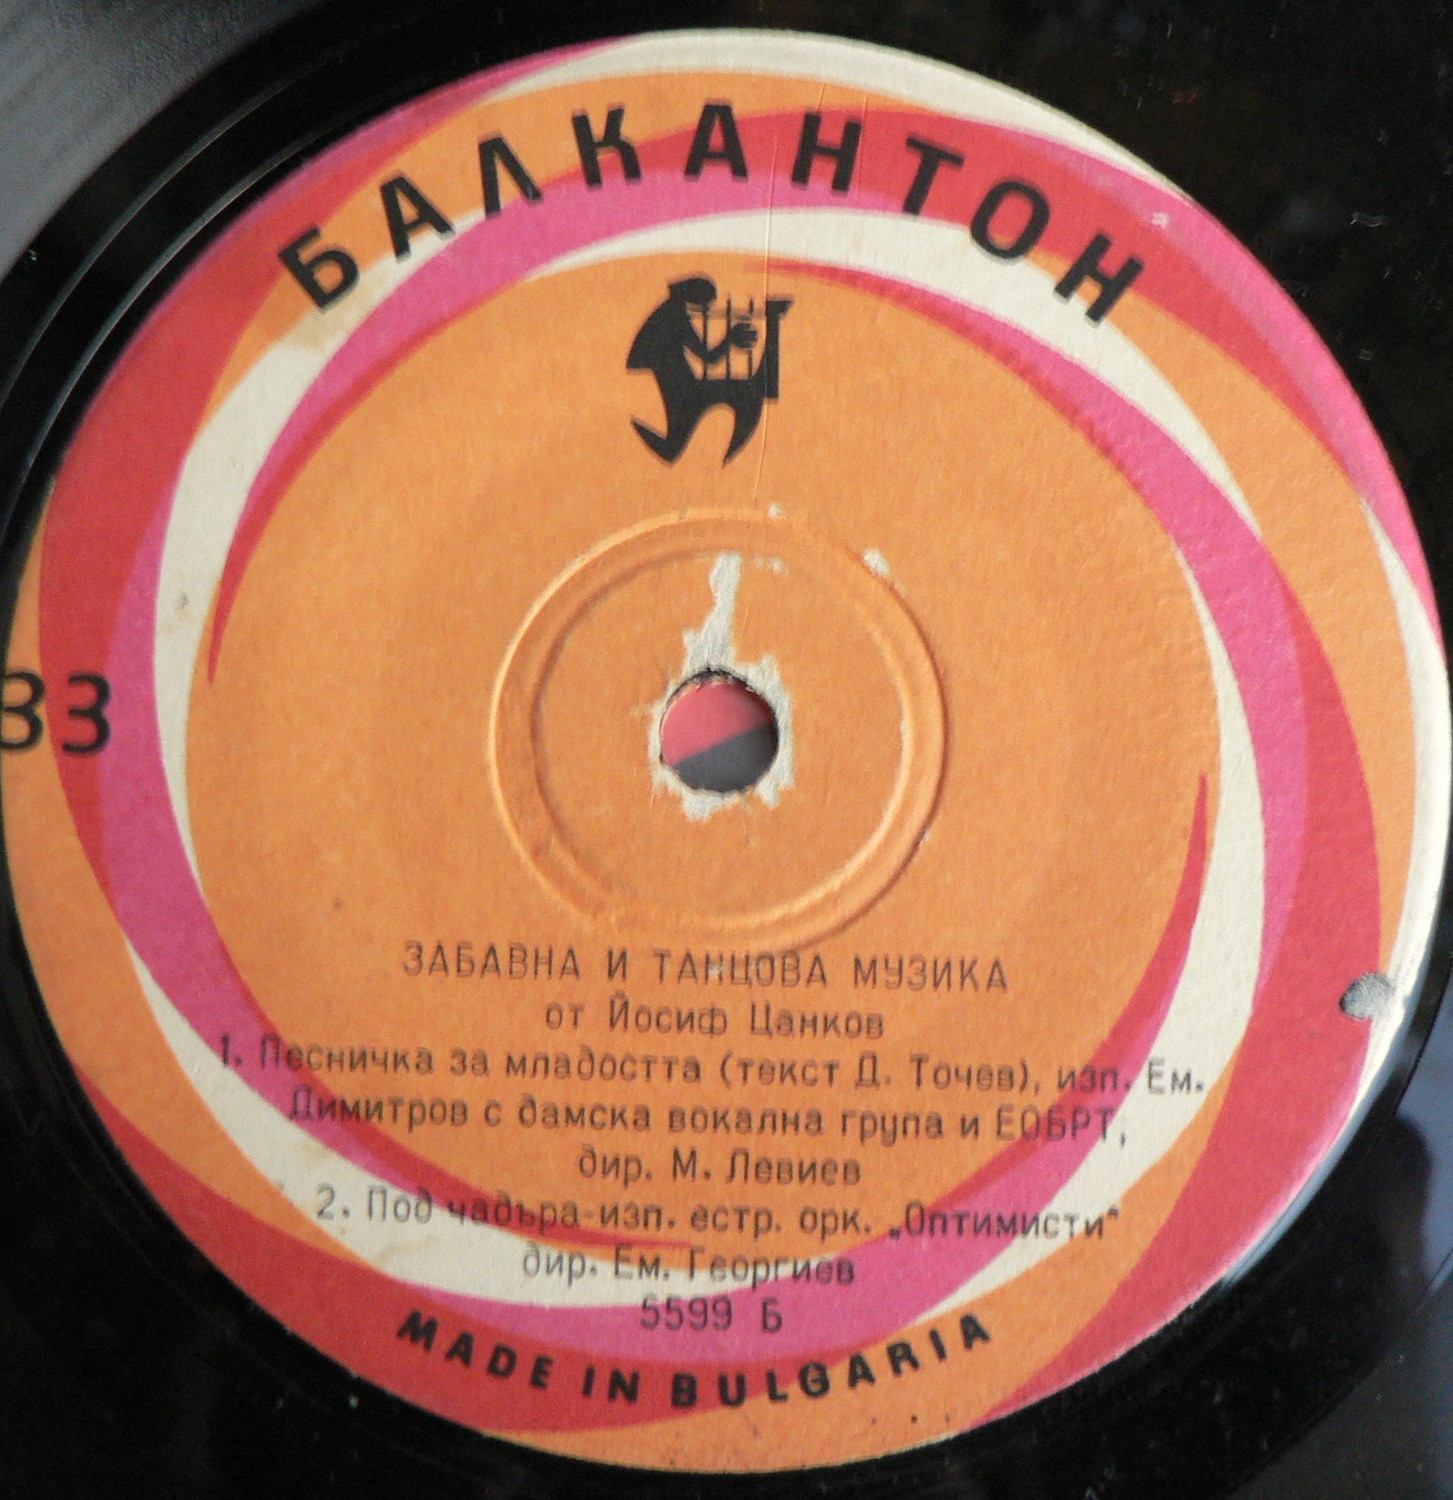 БАЛКАНТОН
33
ЗАБАВНА И ТАНЦОВА МУЗИКА
от Йосиф Цанков
1. Песничка за младостта (текст Д. Точев), изп. Ем.
Димитров с дамска вокална група и ЕОБРТ,
дир. М. Левиев
2. Под чадъра-изп. естр. орк. „Оптимисти“
дир. Ем. Георгиев
5599 Б
MADE IN BULGARIA